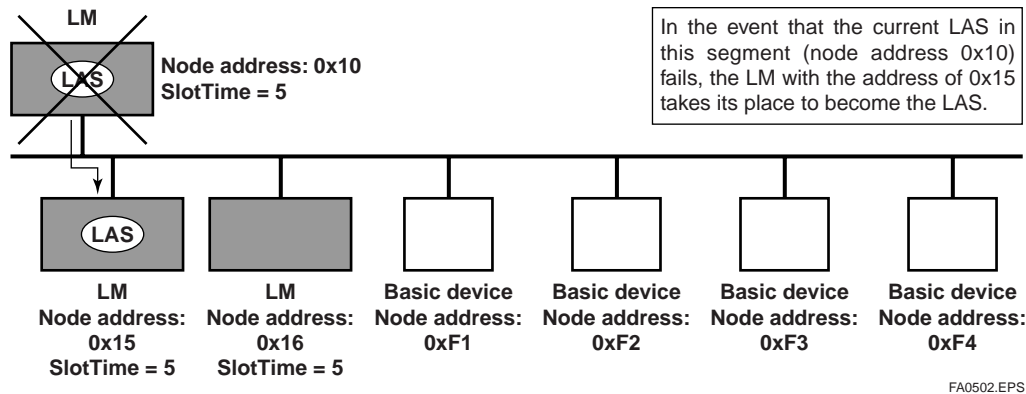 LM
LAS
Node address: 0x10
SlotTime = 5
In the event that the current LAS in
this segment (node address 0x10)
fails, the LM with the address of 0x15
takes its place to become the LAS.
LAS
LM
Node address:
0x15
SlotTime = 5
LM
Node address:
0x16
SlotTime = 5
Basic device
Node address:
0xF1
Basic device
Node address:
0xF2
Basic device
Node address:
0xF3
Basic device
Node address:
0xF4
FA0502.EPS